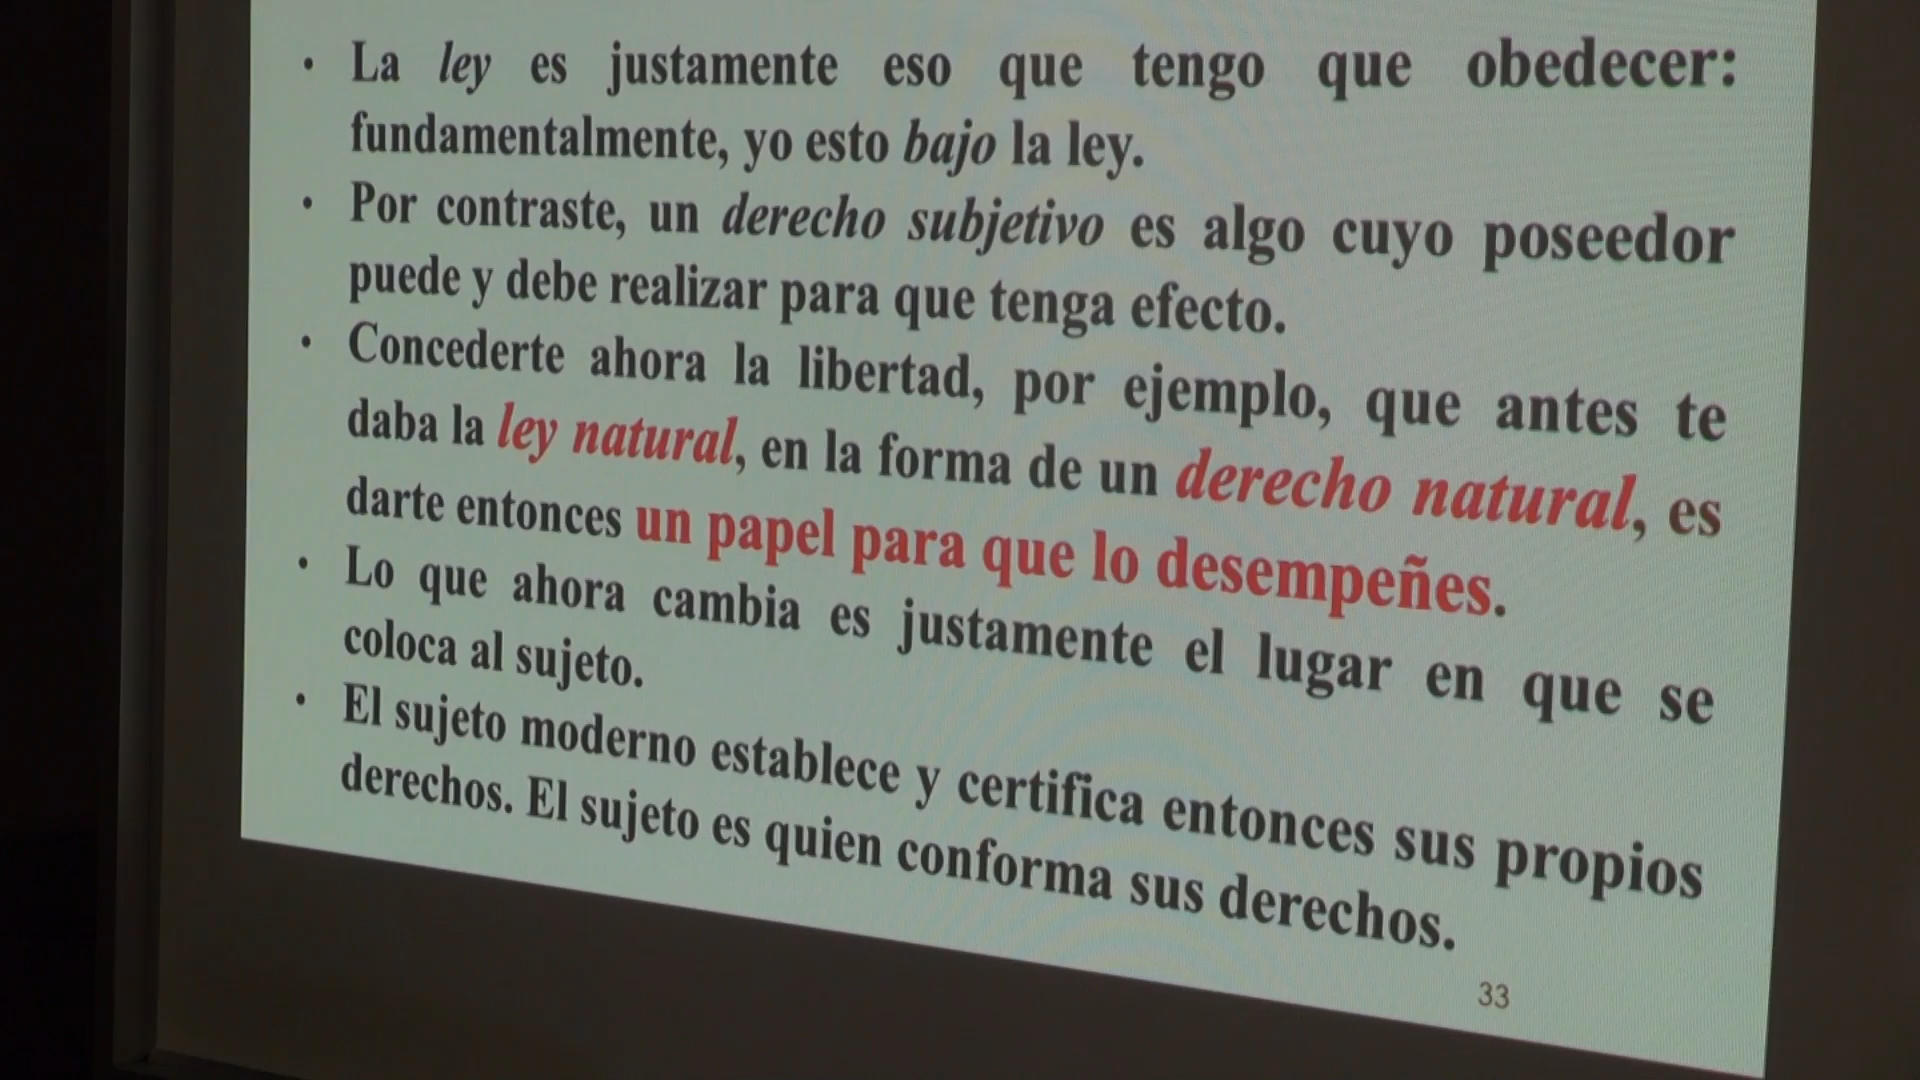 • La ley es justamente eso que tengo que obedecer:
fundamentalmente, yo esto bajo la ley.
• Por contraste, un derecho subjetivo es algo cuyo poseedor
puede y debe realizar para que tenga efecto.
• Concederte ahora la libertad, por ejemplo, que antes te
daba la ley natural, en la forma de un derecho natural, es
darte entonces un papel para que lo desempeñes.
• Lo que ahora cambia es justamente el lugar en que se
coloca al sujeto.
• El sujeto moderno establece y certifica entonces sus propios
derechos. El sujeto es quien conforma sus derechos.
33